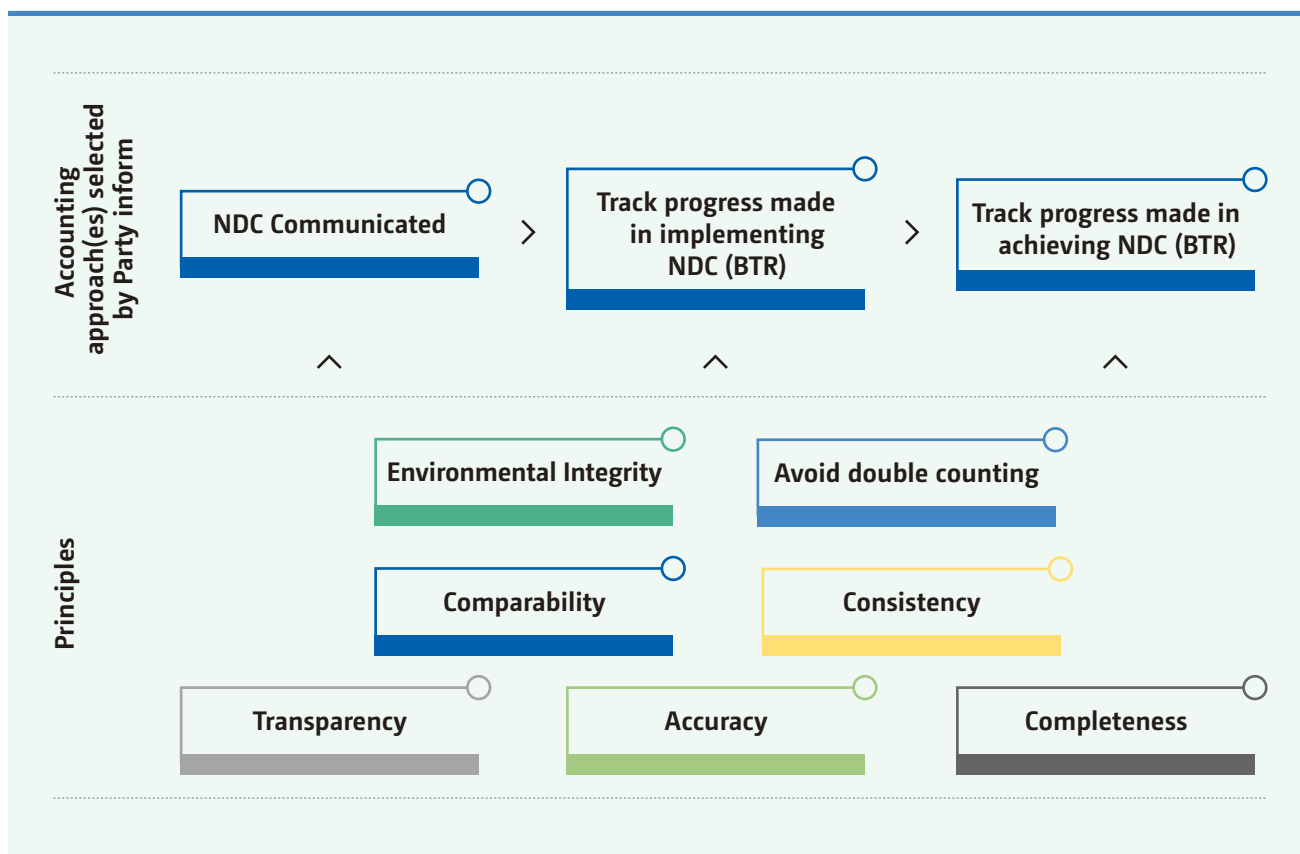 Accounting
approach(es) selected
by Party inform
NDC Communicated
>
Track progress made
in implementing
NDC (BTR)
>
Track progress made in
achieving NDC (BTR)
Principles
Environmental Integrity
Avoid double counting
Comparability
Consistency
Transparency
Accuracy
Completeness